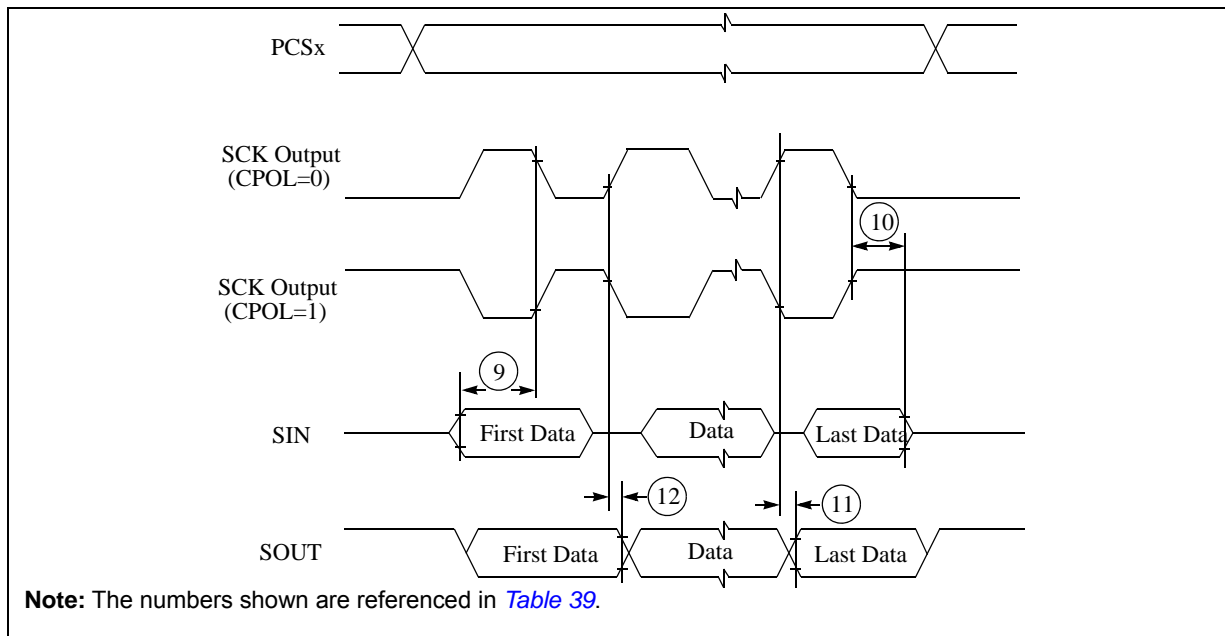 PCSx
SCK Output
(CPOL=0)
10
SCK Output
(CPOL=1)
9
SIN
First Data
Data
Last Data
12
11
SOUT
First Data
Data
Last Data
Note: The numbers shown are referenced in Table 39.